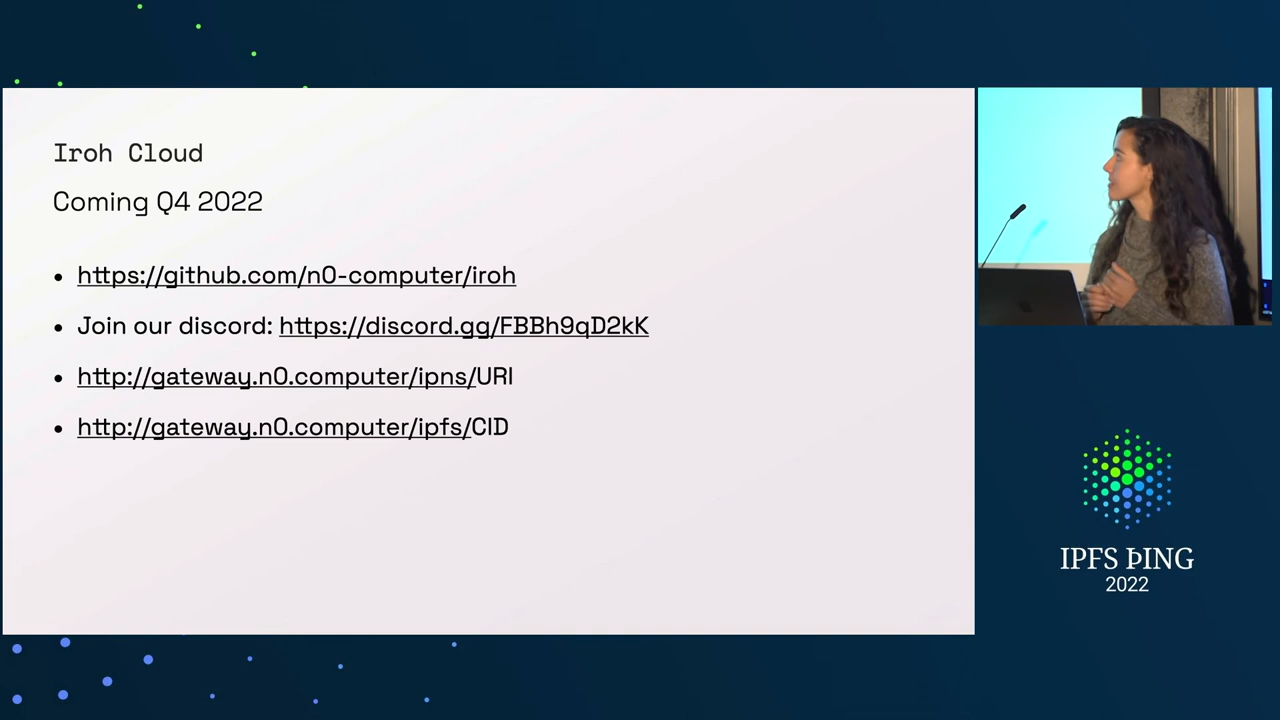 Iroh Cloud
Coming Q4 2022
• https://github.com/n0-computer/iroh
• Join our discord: https://discord.gg/FBBh9qD2kK
• http://gateway.n0.computer/ipns/URI
• http://gateway.n0.computer/ipfs/CID
IPFS ÞING
2022